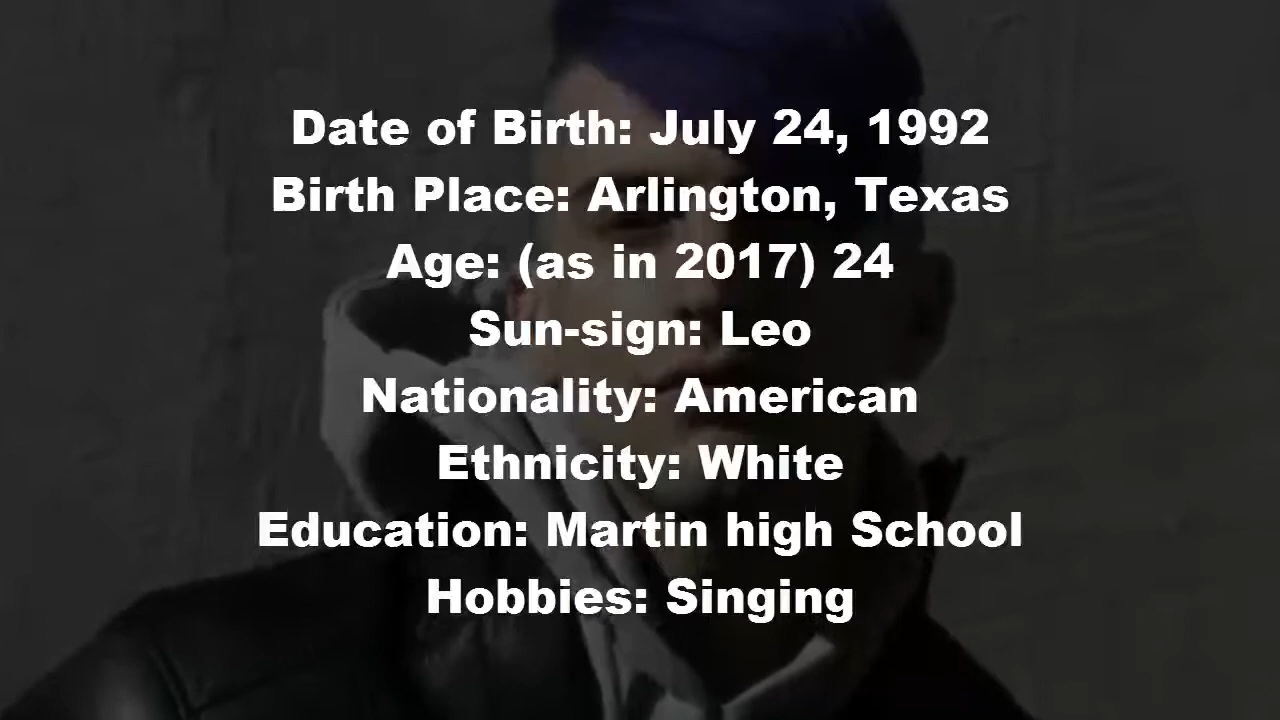 Date of Birth: July 24, 1992
Birth Place: Arlington, Texas
Age: (as in 2017) 24
Sun-sign: Leo
Nationality: American
Ethnicity: White
Education: Martin high School
Hobbies: Singing